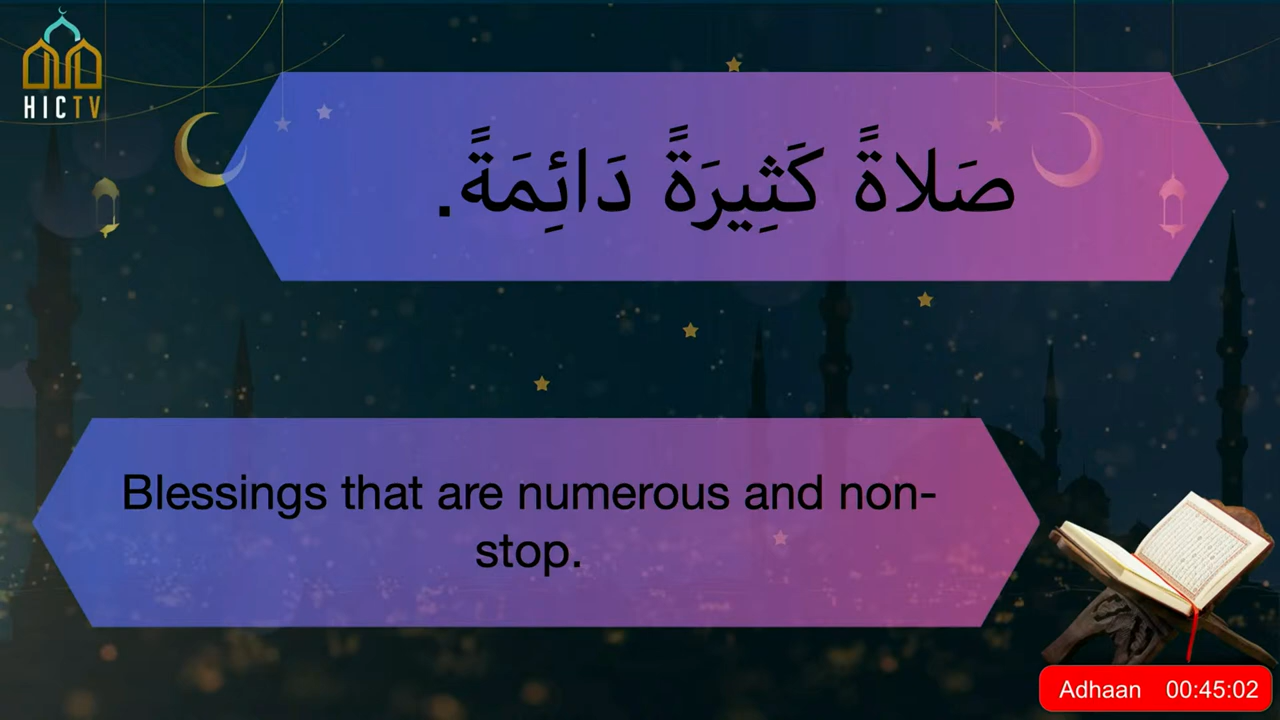 HICTV
صَلاةً كَثِيرَةً دَائِمَةً.
Blessings that are numerous and non-
stop.
Adhaan 00:45:02